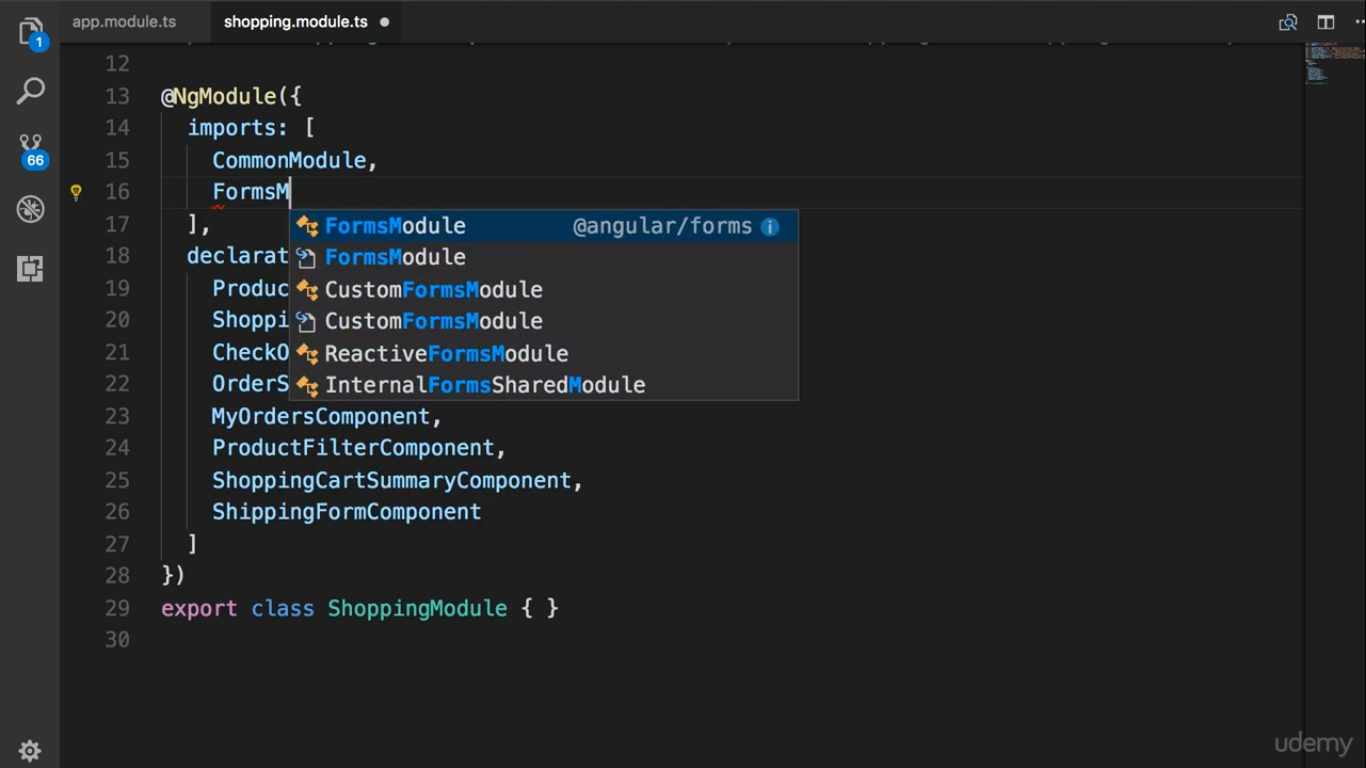 app.module.ts shopping.module.ts
1
12
13 @NgModule({
14 imports: [
15 CommonModule,
66
16 FormsM
17 ],
FormsModule @angular/forms
18 declarat
FormsModule
19 Produc
CustomFormsModule
20 Shoppi
CustomFormsModule
21 CheckO
ReactiveFormsModule
22 OrderS
InternalFormsSharedModule
23 MyOrdersComponent,
24 ProductFilterComponent,
25 ShoppingCartSummaryComponent,
26 ShippingFormComponent
27 ]
28 })
29 export class ShoppingModule { }
30
udemy